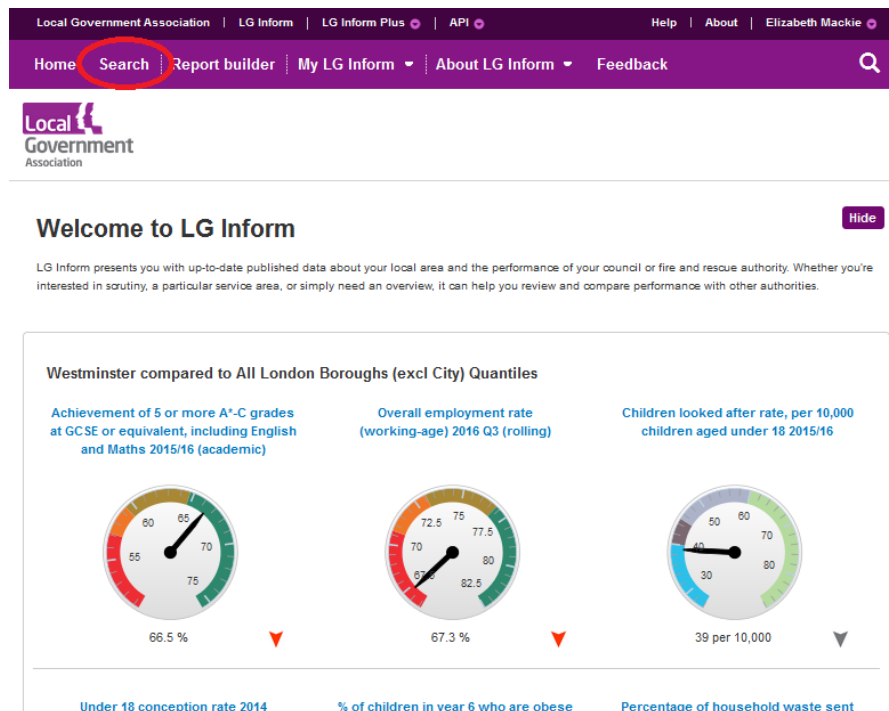 Local Government Association | LG Inform | LG Inform Plus | API Help | About | Elizabeth Mackie
Home Search Report builder My LG Inform About LG Inform Feedback
Local
Government
Association
Welcome to LG Inform
Hide
LG Inform presents you with up-to-date published data about your local area and the performance of your council or fire and rescue authority. Whether you're
interested in scrutiny, a particular service area, or simply need an overview, it can help you review and compare performance with other authorities.
Westminster compared to All London Boroughs (excl City) Quantiles
Achievement of 5 or more A*-C grades
at GCSE or equivalent, including English
and Maths 2015/16 (academic)
Overall employment rate
(working-age) 2016 Q3 (rolling)
Children looked after rate, per 10,000
children aged under 18 2015/16
55 60 65 70 75
70 72.5 75 77.5 80 82.5
30 40 50 60 70 80
66.5 %
67.3 %
39 per 10,000
Under 18 conception rate 2014
% of children in year 6 who are obese
Percentage of household waste sent